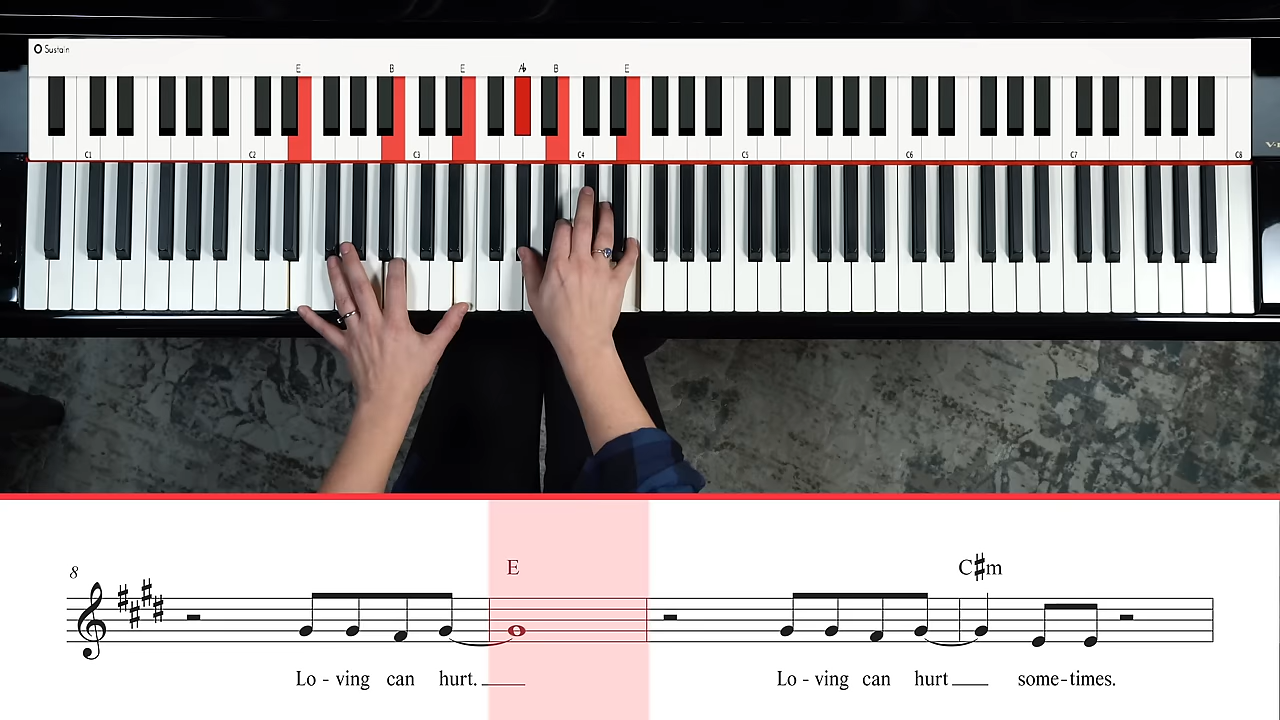 Sustain
E B E A♭ B E
C1 C2 C3 C4 C5 C6 C7 C8
8
E C♯m
Lo - ving can hurt. Lo - ving can hurt some-times.